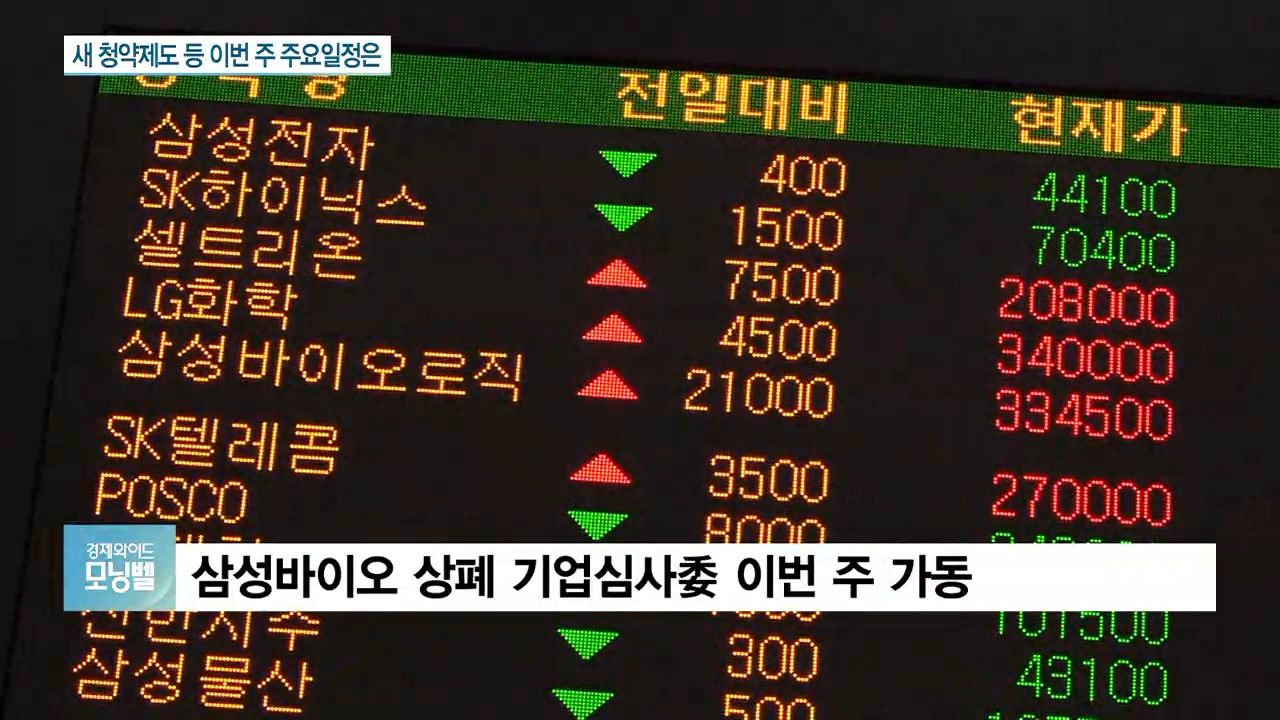 새 청약제도 등 이번 주 주요일정은
전일대비 현재가
삼성전자 400 44100
SK하이닉스 1500 70400
셀트리온 7500 208000
LG화학 4500 340000
삼성바이오로직 21000 334500
SK텔레콤 3500 270000
POSCO 8000
경제와이드
모닝벨
삼성바이오 상폐 기업심사委 이번 주 가동
신한지주 300 43100
삼성물산 500
101500